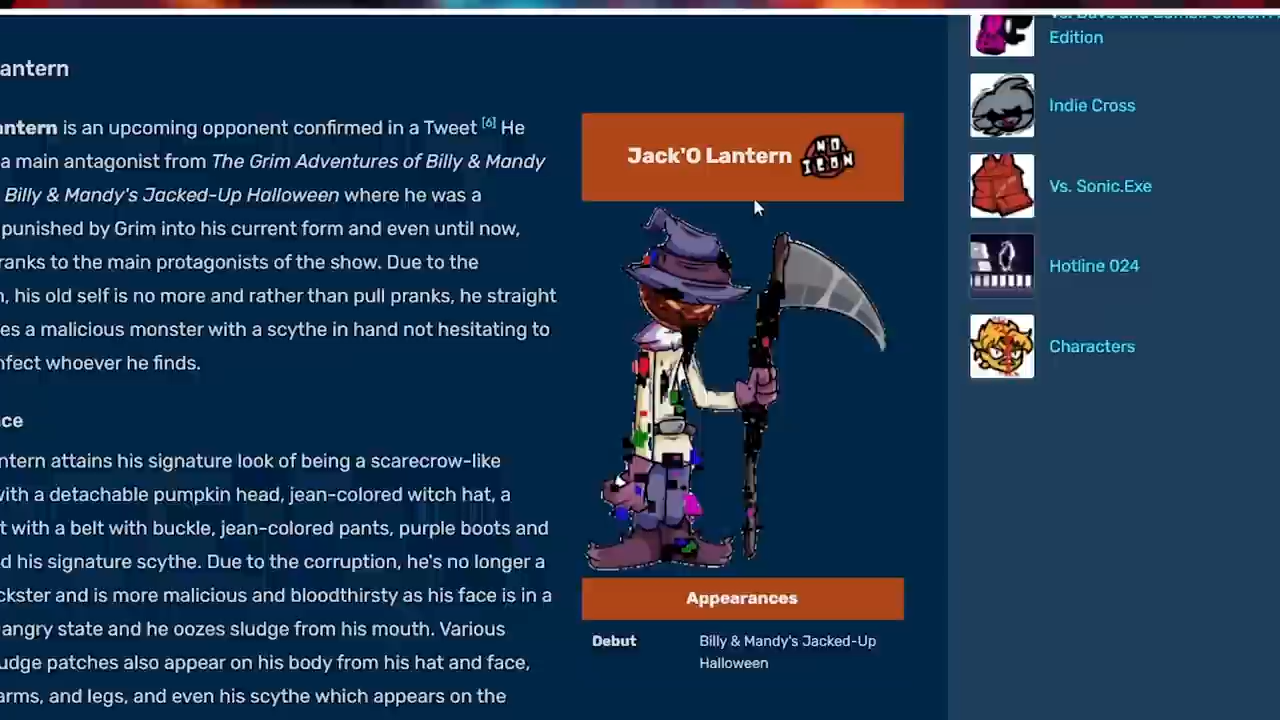 antern
antern is an upcoming opponent confirmed in a Tweet [6] He
a main antagonist from The Grim Adventures of Billy & Mandy
Billy & Mandy's Jacked-Up Halloween where he was a
punished by Grim into his current form and even until now,
ranks to the main protagonists of the show. Due to the
n, his old self is no more and rather than pull pranks, he straight
es a malicious monster with a scythe in hand not hesitating to
nfect whoever he finds.
ce
ntern attains his signature look of being a scarecrow-like
with a detachable pumpkin head, jean-colored witch hat, a
t with a belt with buckle, jean-colored pants, purple boots and
d his signature scythe. Due to the corruption, he's no longer a
ckster and is more malicious and bloodthirsty as his face is in a
angry state and he oozes sludge from his mouth. Various
udge patches also appear on his body from his hat and face,
arms, and legs, and even his scythe which appears on the
Jack'O Lantern
NO
ICON
Appearances
Debut
Billy & Mandy's Jacked-Up
Halloween
Edition
Indie Cross
Vs. Sonic.Exe
Hotline 024
Characters